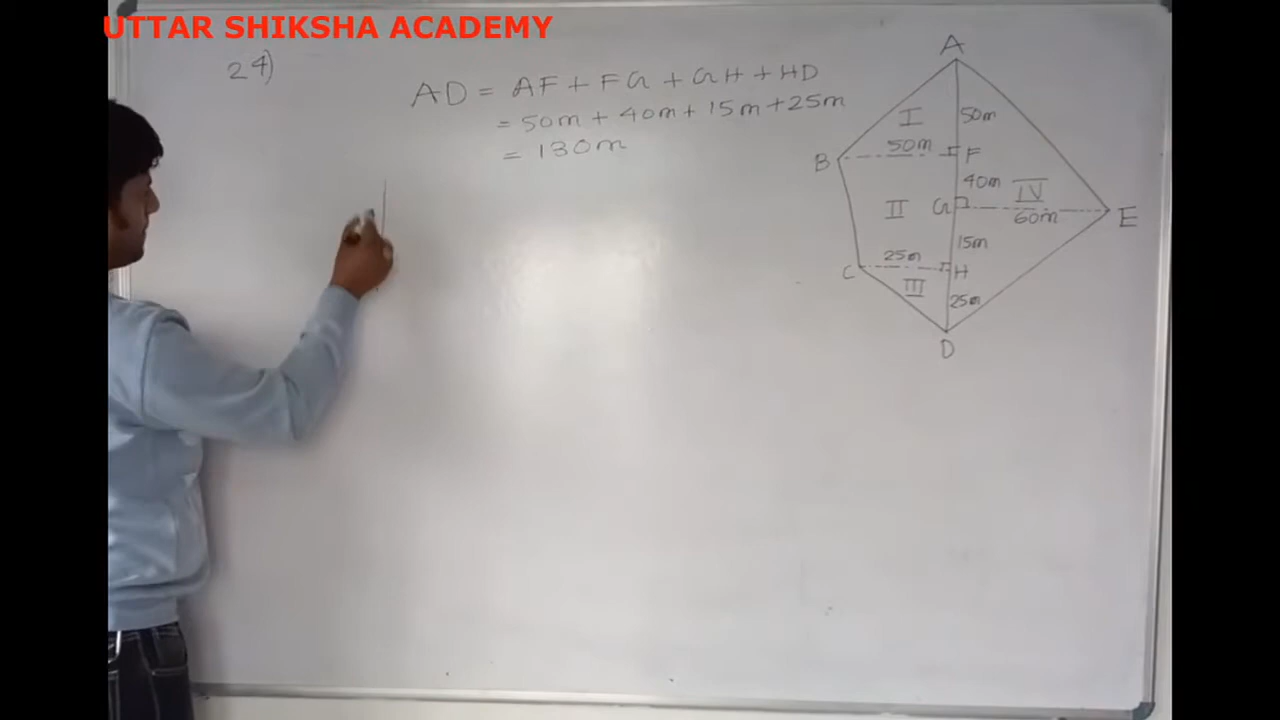 UTTAR SHIKSHA ACADEMY
24)
AD = AF + FG + GH + HD
= 50m + 40m + 15m + 25m
= 130m
A
I
50m
50m
B
F
40m
IV
II
G
60m
E
15m
25m
C
H
III
25m
D